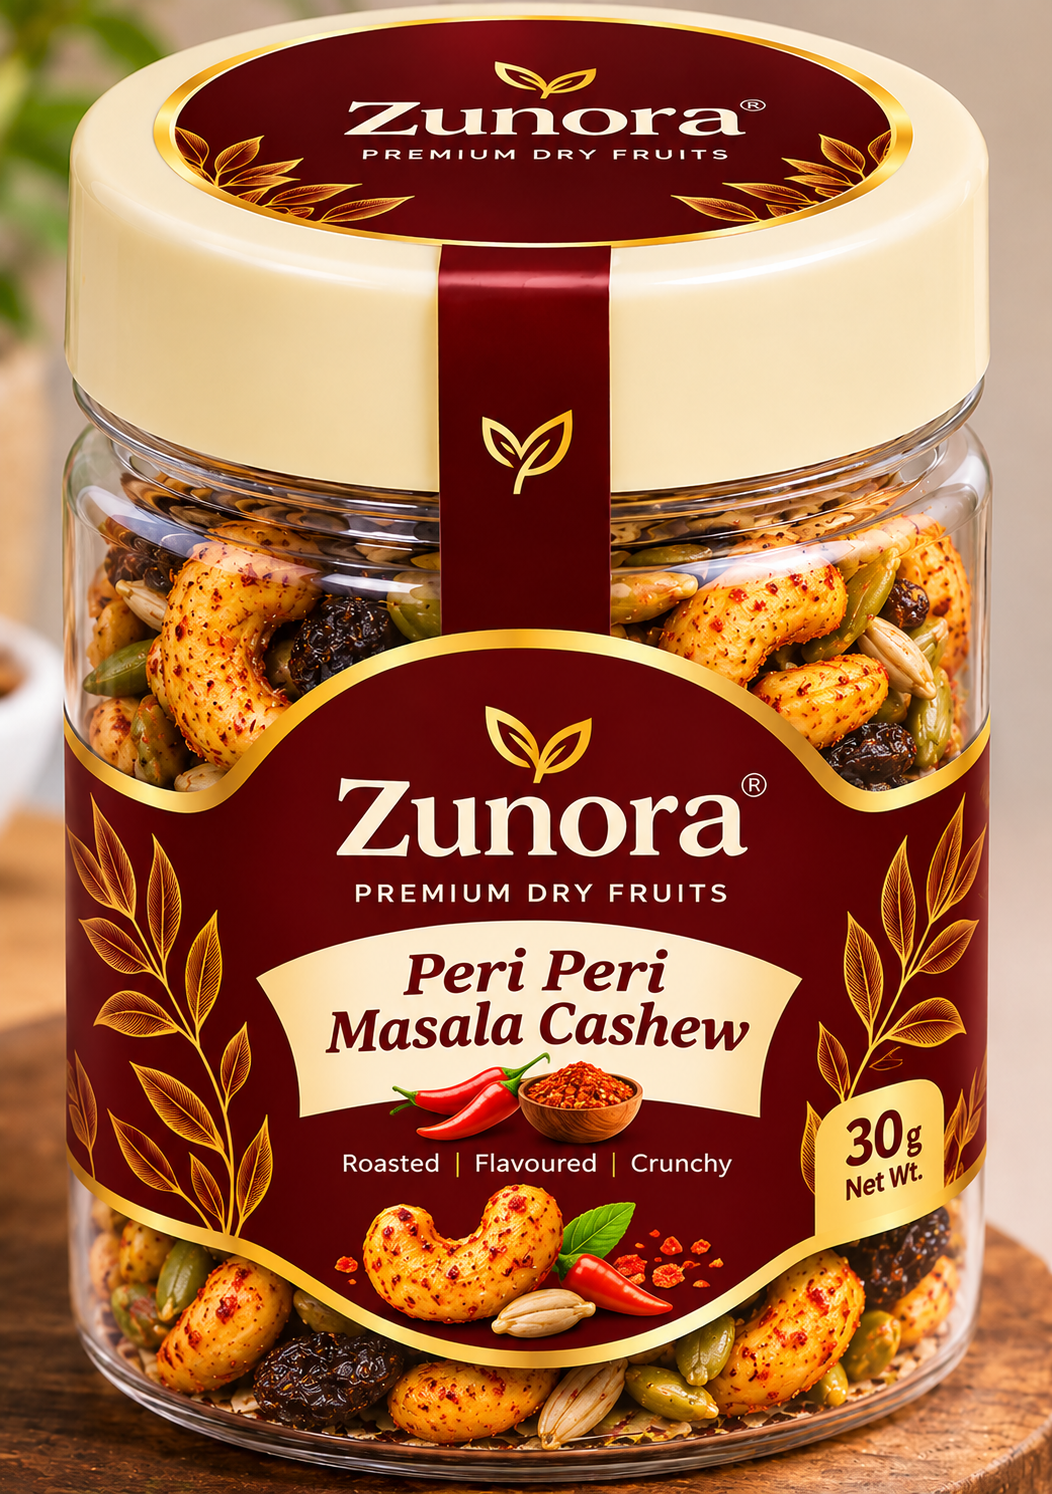 Zunora®
PREMIUM DRY FRUITS
Zunora®
PREMIUM DRY FRUITS
Peri Peri
Masala Cashew
Roasted | Flavoured | Crunchy
30g
Net Wt.